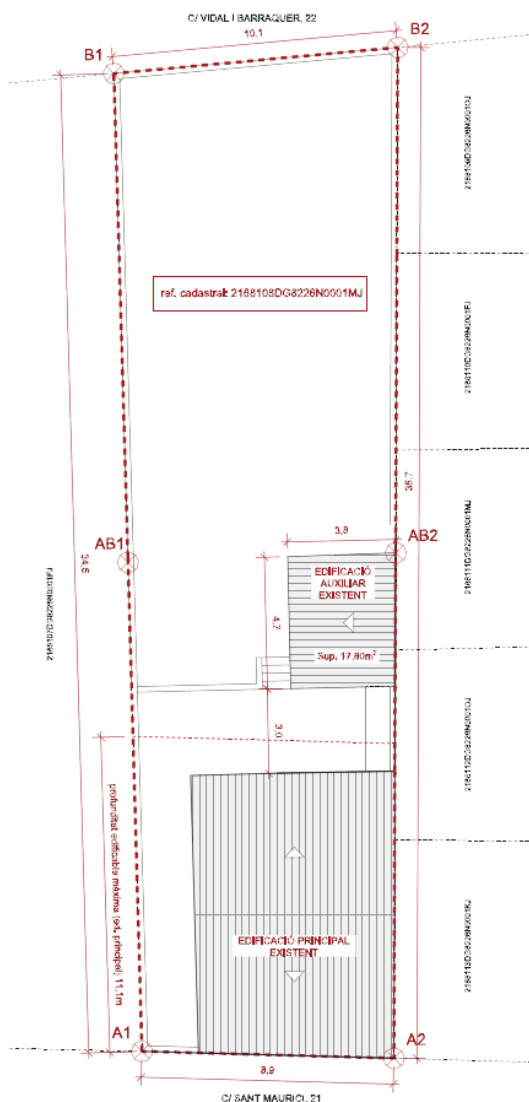 C/ VIDAL I BARRAQUER, 22
10,1
B1
B2
ref. cadastral: 2168108DG8226N0001MJ
35,7
34,5
AB1
AB2
3,8
EDIFICACIÓ
AUXILIAR
EXISTENT
4,7
Sup. 17,80m²
3,0
profunditat edificable màxima (ed. principal) 11.1m
EDIFICACIÓ PRINCIPAL
EXISTENT
A1
A2
8,9
C/ SANT MAURICI, 21